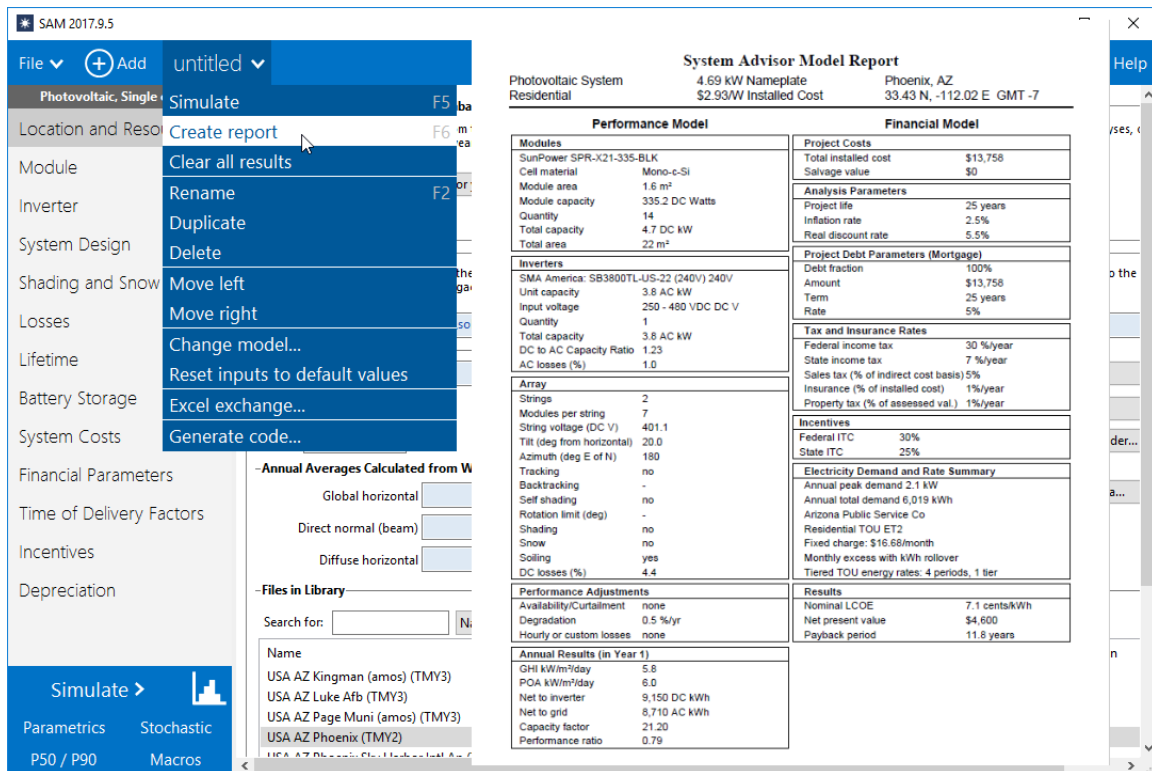 SAM 2017.9.5
File
Add
untitled
Help
Photovoltaic, Single
Location and Reso
Module
Inverter
System Design
Shading and Snow
Losses
Lifetime
Battery Storage
System Costs
Financial Parameters
Time of Delivery Factors
Incentives
Depreciation
Simulate >
Parametrics Stochastic
P50 / P90 Macros
Simulate F5
Create report F6
Clear all results
Rename F2
Duplicate
Delete
Move left
Move right
Change model...
Reset inputs to default values
Excel exchange...
Generate code...
-Annual Averages Calculated from W
Global horizontal
Direct normal (beam)
Diffuse horizontal
-Files in Library
Search for: Na
Name
USA AZ Kingman (amos) (TMY3)
USA AZ Luke Afb (TMY3)
USA AZ Page Muni (amos) (TMY3)
USA AZ Phoenix (TMY2)
System Advisor Model Report
Photovoltaic System 4.69 kW Nameplate Phoenix, AZ
Residential $2.93/W Installed Cost 33.43 N, -112.02 E GMT -7
Performance Model
Modules
SunPower SPR-X21-335-BLK
Cell material Mono-c-Si
Module area 1.6 m²
Module capacity 335.2 DC Watts
Quantity 14
Total capacity 4.7 DC kW
Total area 22 m²
Inverters
SMA America: SB3800TL-US-22 (240V) 240V
Unit capacity 3.8 AC kW
Input voltage 250 - 480 VDC DC V
Quantity 1
Total capacity 3.8 AC kW
DC to AC Capacity Ratio 1.23
AC losses (%) 1.0
Array
Strings 2
Modules per string 7
String voltage (DC V) 401.1
Tilt (deg from horizontal) 20.0
Azimuth (deg E of N) 180
Tracking no
Backtracking -
Self shading no
Rotation limit (deg) -
Shading no
Snow no
Soiling yes
DC losses (%) 4.4
Performance Adjustments
Availability/Curtailment none
Degradation 0.5 %/yr
Hourly or custom losses none
Annual Results (in Year 1)
GHI kW/m²/day 5.8
POA kW/m²/day 6.0
Net to inverter 9,150 DC kWh
Net to grid 8,710 AC kWh
Capacity factor 21.20
Performance ratio 0.79
Financial Model
Project Costs
Total installed cost $13,758
Salvage value $0
Analysis Parameters
Project life 25 years
Inflation rate 2.5%
Real discount rate 5.5%
Project Debt Parameters (Mortgage)
Debt fraction 100%
Amount $13,758
Term 25 years
Rate 5%
Tax and Insurance Rates
Federal income tax 30 %/year
State income tax 7 %/year
Sales tax (% of indirect cost basis) 5%
Insurance (% of installed cost) 1%/year
Property tax (% of assessed val.) 1%/year
Incentives
Federal ITC 30%
State ITC 25%
Electricity Demand and Rate Summary
Annual peak demand 2.1 kW
Annual total demand 6,019 kWh
Arizona Public Service Co
Residential TOU ET2
Fixed charge: $16.68/month
Monthly excess with kWh rollover
Tiered TOU energy rates: 4 periods, 1 tier
Results
Nominal LCOE 7.1 cents/kWh
Net present value $4,600
Payback period 11.8 years